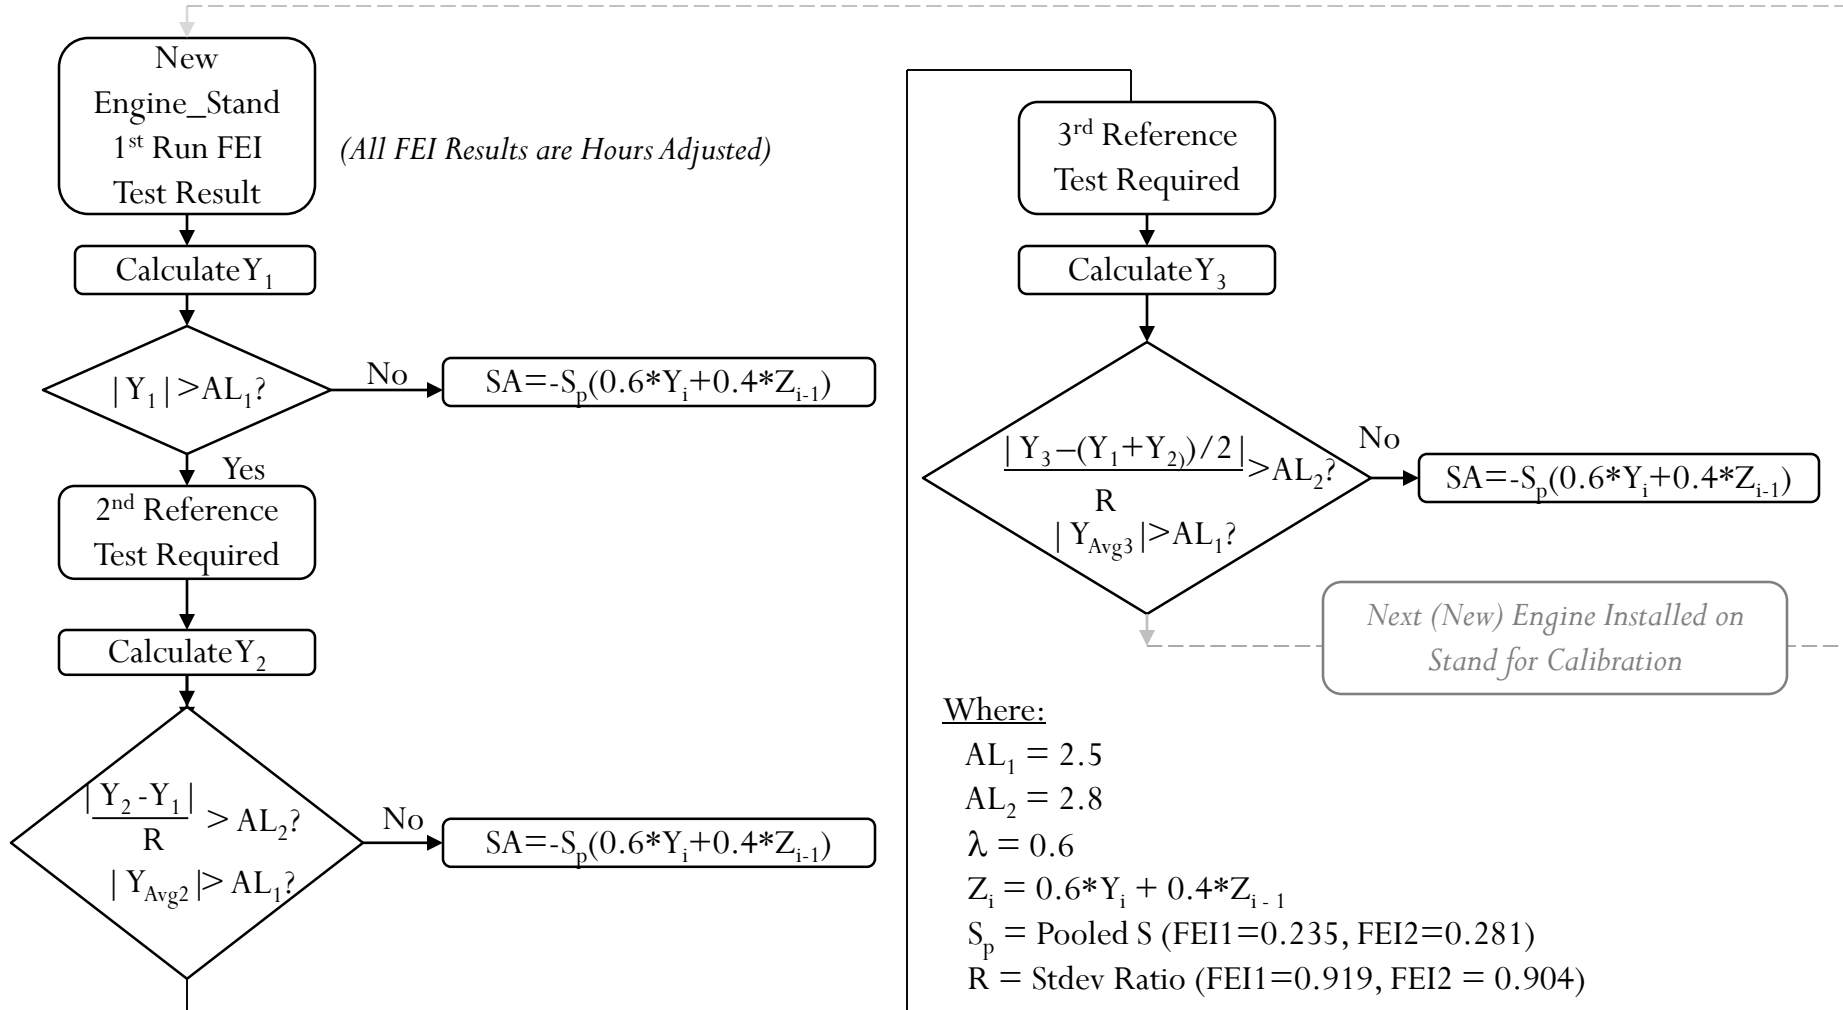 New
Engine_Stand
1st Run FEI
Test Result
(All FEI Results are Hours Adjusted)
Calculate Y1
| Y1 | >AL1?
No
SA=-Sp(0.6*Yi+0.4*Zi-1)
Yes
2nd Reference
Test Required
Calculate Y2
| Y2 -Y1 |
R
> AL2?
| YAvg2 |> AL1?
No
SA=-Sp(0.6*Yi+0.4*Zi-1)
3rd Reference
Test Required
Calculate Y3
| Y3–(Y1+Y2))/2 |
R
>AL2?
| YAvg3 |>AL1?
No
SA=-Sp(0.6*Yi+0.4*Zi-1)
Next (New) Engine Installed on
Stand for Calibration
Where:
AL1 = 2.5
AL2 = 2.8
λ = 0.6
Zi = 0.6*Yi + 0.4*Zi - 1
Sp = Pooled S (FEI1=0.235, FEI2=0.281)
R = Stdev Ratio (FEI1=0.919, FEI2 = 0.904)